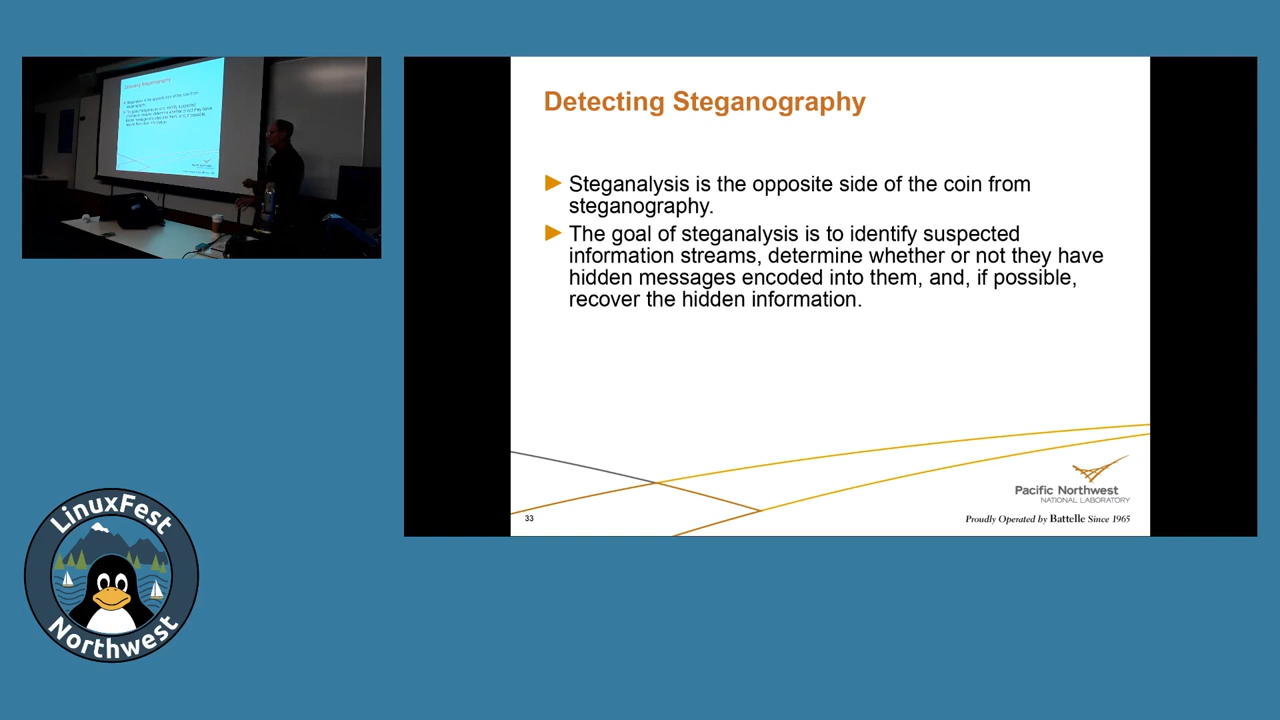 Detecting Steganography
Steganalysis is the opposite side of the coin from
steganography.
The goal of steganalysis is to identify suspected
information streams, determine whether or not they have
hidden messages encoded into them, and, if possible,
recover the hidden information.
Pacific Northwest
NATIONAL LABORATORY
33
Proudly Operated by Battelle Since 1965
LinuxFest
Northwest